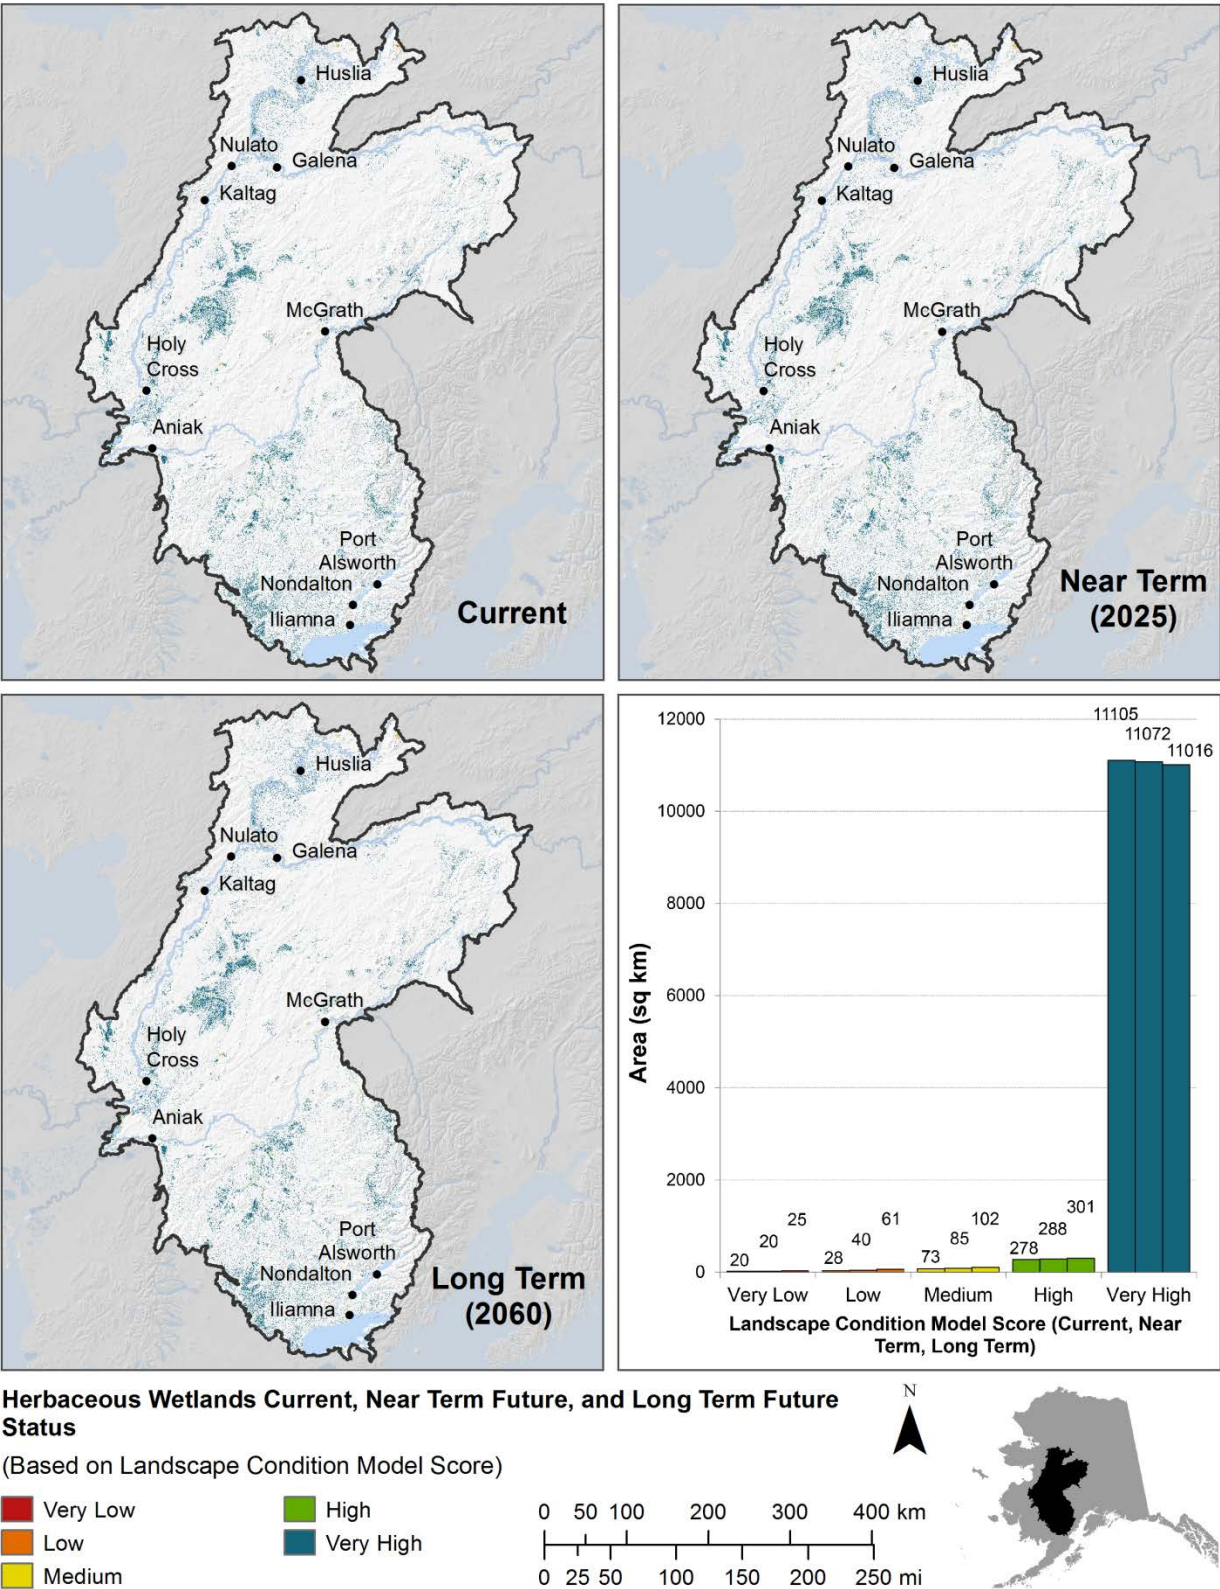 Huslia
Nulato
Galena
Kaltag
McGrath
Holy
Cross
Aniak
Port
Alsworth
Nondalton
Iliamna
Current
Huslia
Nulato
Galena
Kaltag
McGrath
Holy
Cross
Aniak
Port
Alsworth
Nondalton
Iliamna
Near Term
(2025)
Huslia
Nulato
Galena
Kaltag
McGrath
Holy
Cross
Aniak
Port
Alsworth
Nondalton
Iliamna
Long Term
(2060)
Area (sq km)
12000
10000
8000
6000
4000
2000
0
20
20
25
28
40
61
73
85
102
278
288
301
11105
11072
11016
Very Low
Low
Medium
High
Very High
Landscape Condition Model Score (Current, Near
Term, Long Term)
Herbaceous Wetlands Current, Near Term Future, and Long Term Future
Status
(Based on Landscape Condition Model Score)
Very Low
Low
Medium
High
Very High
0 50 100 200 300 400 km
0 25 50 100 150 200 250 mi
N